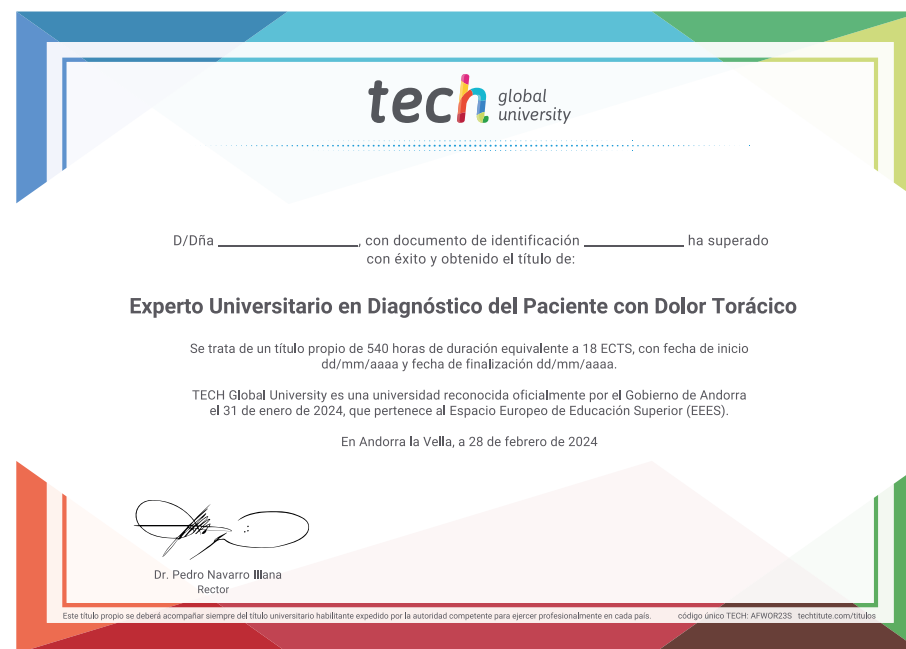 tech global
university
D/Dña ______________, con documento de identificación __________ ha superado
con éxito y obtenido el título de:
Experto Universitario en Diagnóstico del Paciente con Dolor Torácico
Se trata de un título propio de 540 horas de duración equivalente a 18 ECTS, con fecha de inicio
dd/mm/aaaa y fecha de finalización dd/mm/aaaa.
TECH Global University es una universidad reconocida oficialmente por el Gobierno de Andorra
el 31 de enero de 2024, que pertenece al Espacio Europeo de Educación Superior (EEES).
En Andorra la Vella, a 28 de febrero de 2024
Dr. Pedro Navarro Illana
Rector
Este título propio se deberá acompañar siempre del título universitario habilitante expedido por la autoridad competente para ejercer profesionalmente en cada país. código único TECH: AFWOR23S techtitute.com/titulos